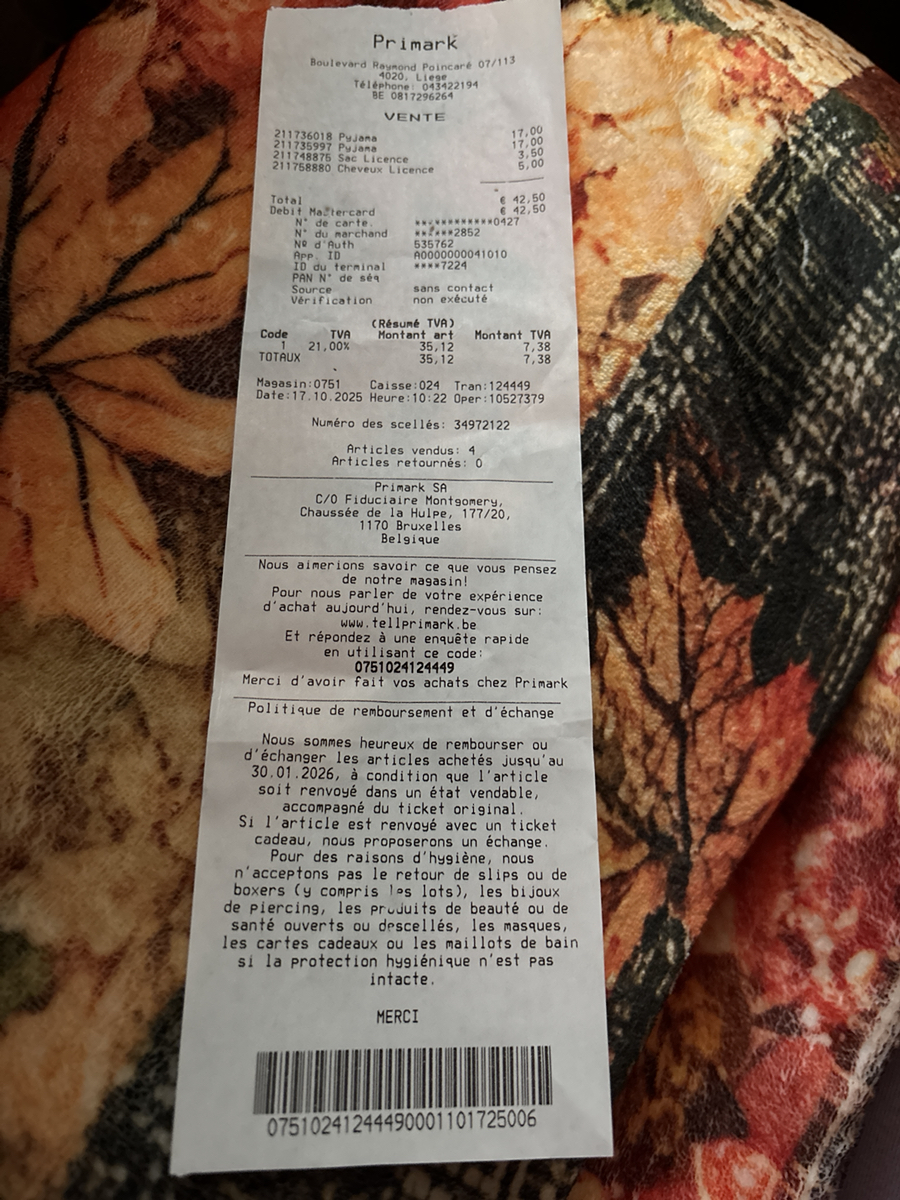 Primark
Boulevard Raymond Poincaré 07/113
4020, Liege
Téléphone: 043422194
BE 0817296264
VENTE
211736018 Pyjama 17,00
211735997 Pyjama 17,00
211748875 Sac Licence 3,50
211758880 Cheveux Licence 5,00
Total € 42,50
Debit Mastercard € 42,50
N° de carte. ************0427
N° du marchand ******2852
Nº d'Auth 535762
App. ID A0000000041010
ID du terminal ****7224
PAN N° de séq
Source sans contact
Vérification non exécuté
(Résumé TVA)
Code TVA Montant art Montant TVA
1 21,00% 35,12 7,38
TOTAUX 35,12 7,38
Magasin:0751 Caisse:024 Tran:124449
Date:17.10.2025 Heure:10:22 Oper:10527379
Numéro des scellés: 34972122
Articles vendus: 4
Articles retournés: 0
Primark SA
C/O Fiduciaire Montgomery,
Chaussée de la Hulpe, 177/20,
1170 Bruxelles
Belgique
Nous aimerions savoir ce que vous pensez
de notre magasin!
Pour nous parler de votre expérience
d'achat aujourd'hui, rendez-vous sur:
www.tellprimark.be
Et répondez à une enquête rapide
en utilisant ce code:
0751024124449
Merci d'avoir fait vos achats chez Primark
Politique de remboursement et d'échange
Nous sommes heureux de rembourser ou
d'échanger les articles achetés jusqu'au
30.01.2026, à condition que l'article
soit renvoyé dans un état vendable,
accompagné du ticket original.
Si l'article est renvoyé avec un ticket
cadeau, nous proposerons un échange.
Pour des raisons d'hygiène, nous
n'acceptons pas le retour de slips ou de
boxers (y compris les lots), les bijoux
de piercing, les produits de beauté ou de
santé ouverts ou descellés, les masques,
les cartes cadeaux ou les maillots de bain
si la protection hygiénique n'est pas
intacte.
MERCI
07510241244490001101725006